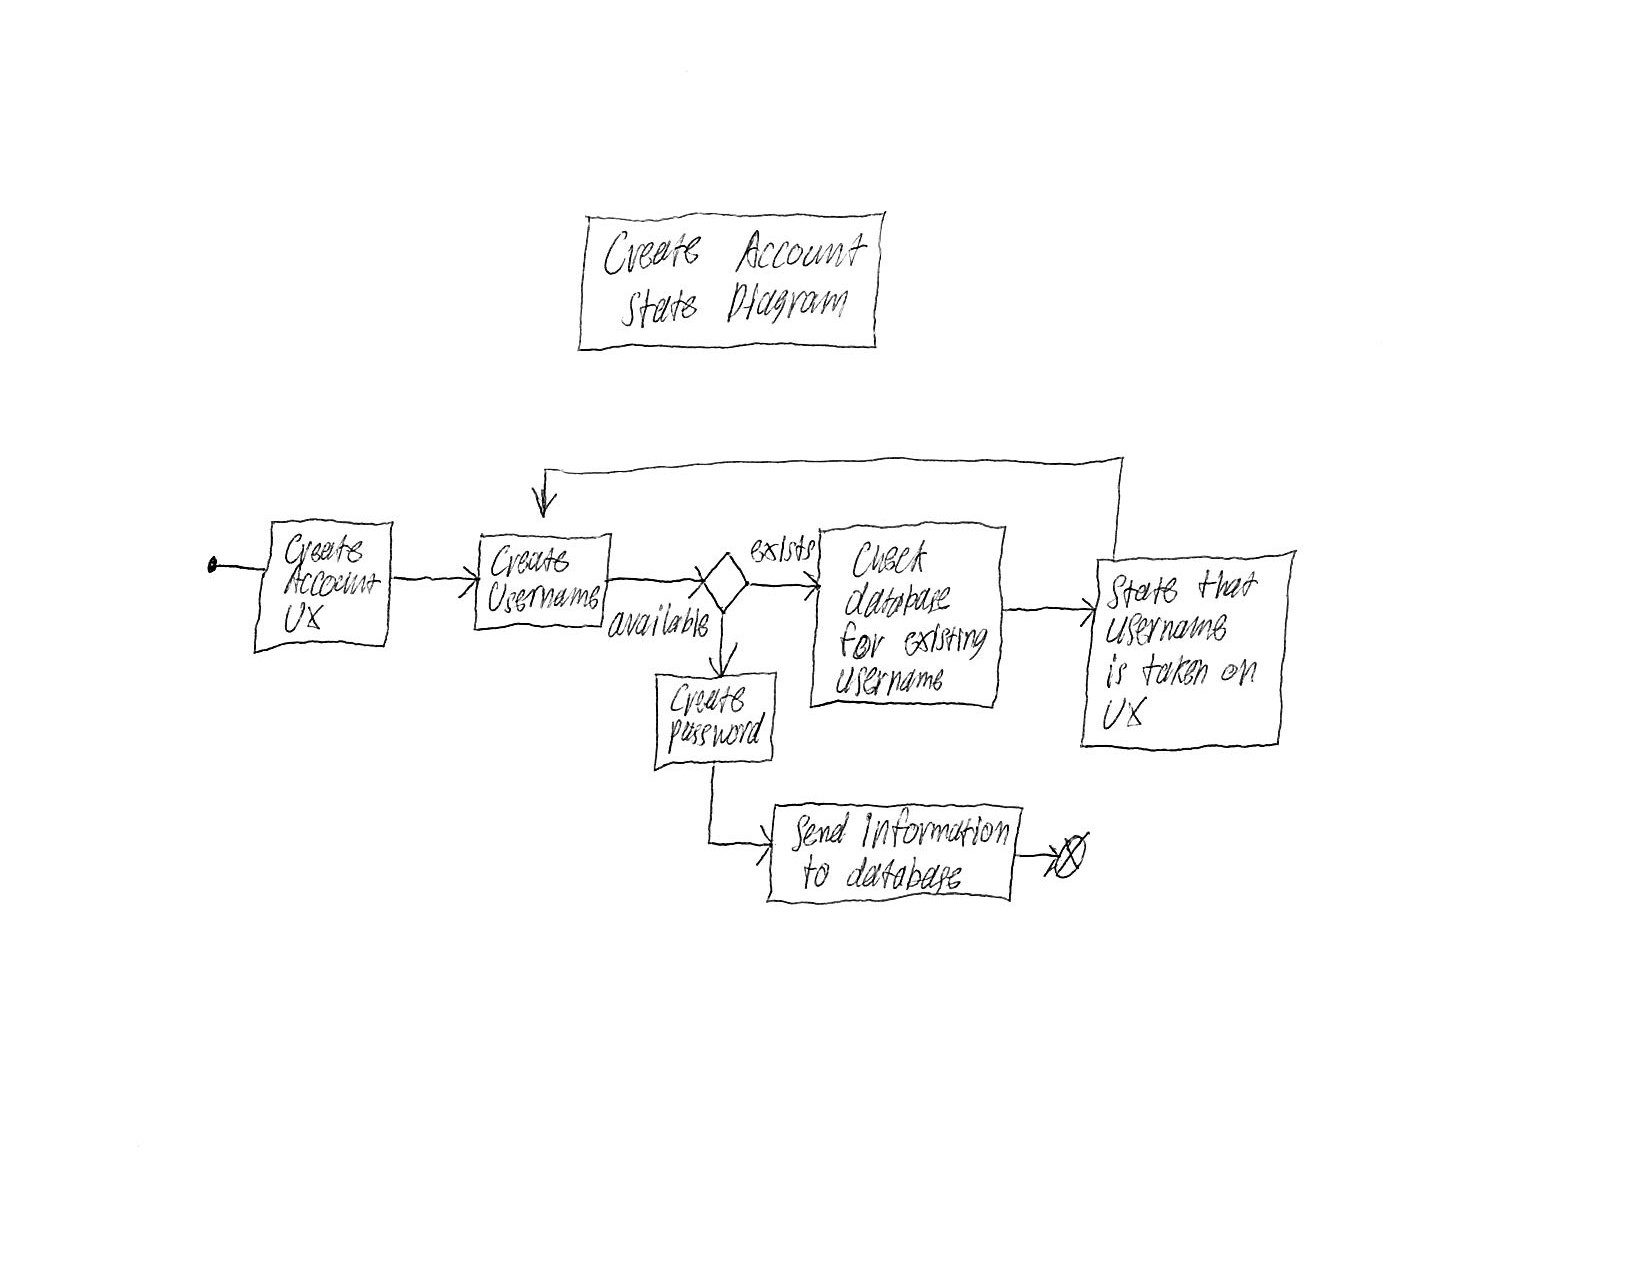 Create Account
State Diagram
Create
Account
UX
Create
Username
available
exists
Check
database
for existing
username
State that
username
is taken on
UX
Create
password
Send Information
to database